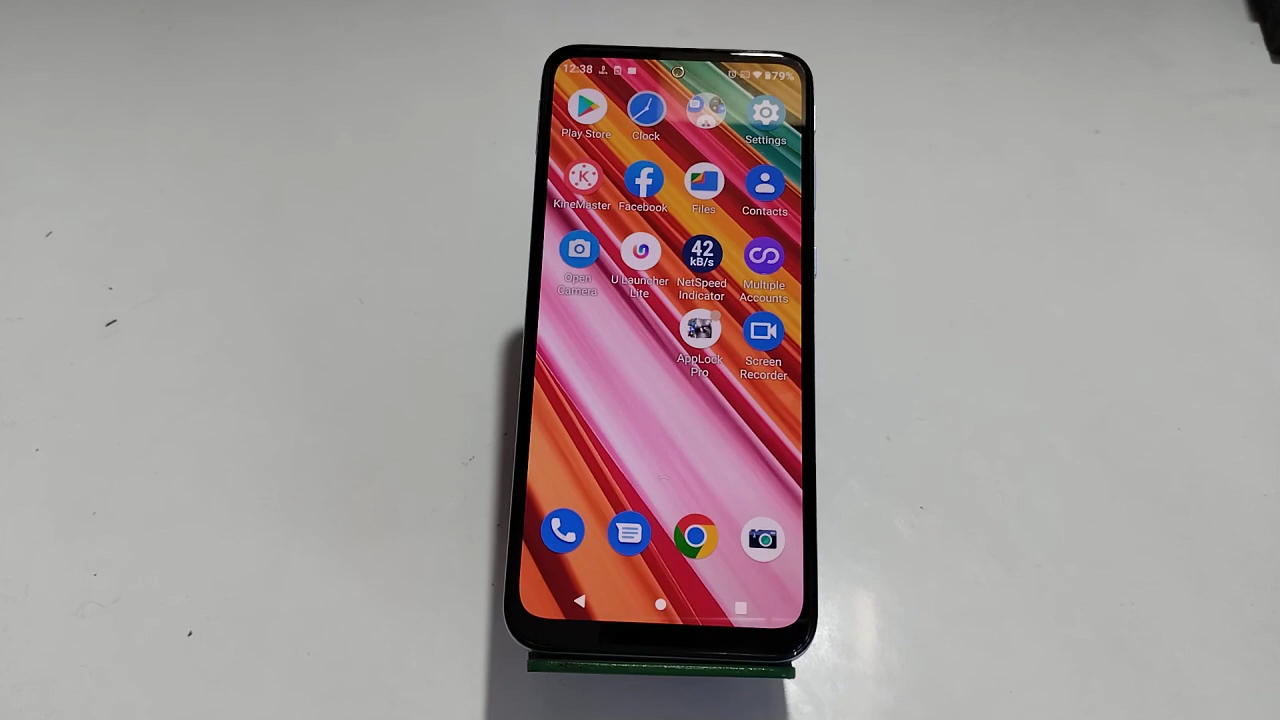 12:38
79%
Play Store
Clock
Settings
K
KineMaster
Facebook
Files
Contacts
42
kB/s
Open
Camera
U Launcher
Lite
NetSpeed
Indicator
Multiple
Accounts
AppLock
Pro
Screen
Recorder